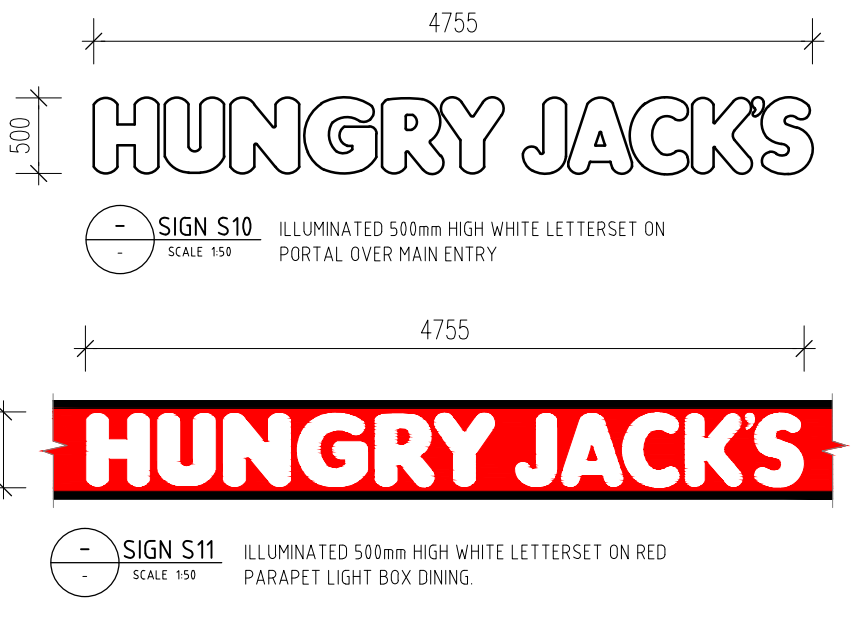 4755
500
HUNGRY JACK'S
-
SIGN S10
-
SCALE 1:50
ILLUMINATED 500mm HIGH WHITE LETTERSET ON
PORTAL OVER MAIN ENTRY
4755
HUNGRY JACK'S
-
SIGN S11
-
SCALE 1:50
ILLUMINATED 500mm HIGH WHITE LETTERSET ON RED
PARAPET LIGHT BOX DINING.